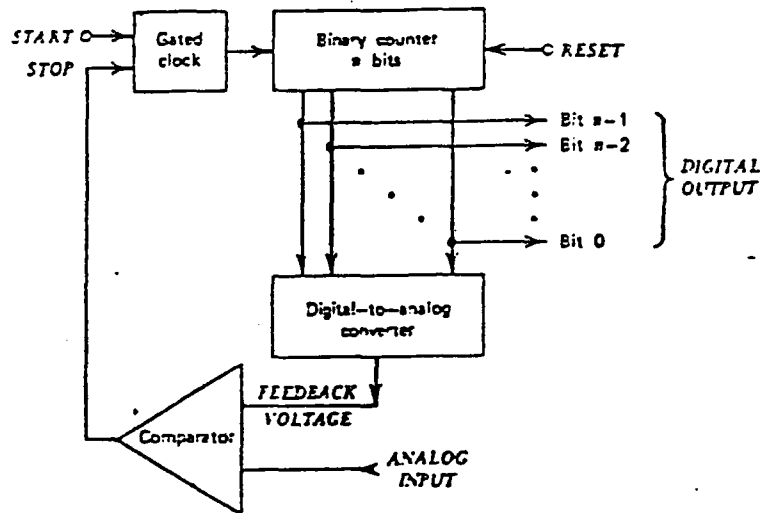 START
STOP
Gated
clock
Binary counter
n bits
RESET
Bit n-1
Bit n-2
Bit 0
DIGITAL
OUTPUT
Digital-to-analog
converter
FEEDBACK
VOLTAGE
Comparator
ANALOG
INPUT